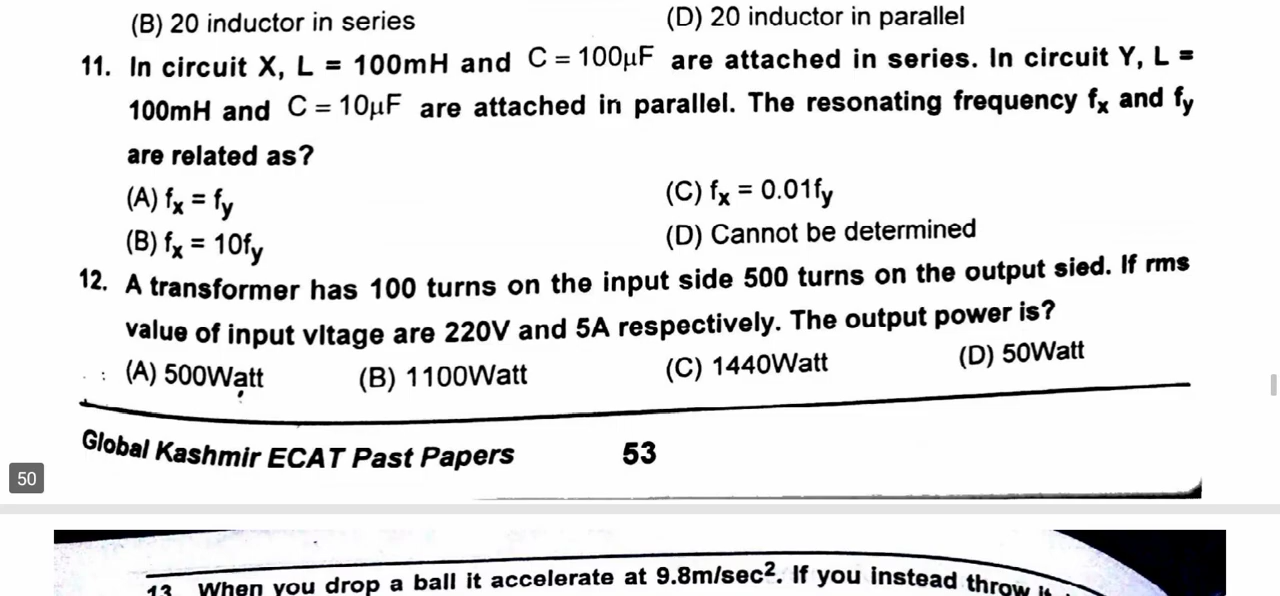 (B) 20 inductor in series (D) 20 inductor in parallel
11. In circuit X, L = 100mH and C = 100μF are attached in series. In circuit Y, L =
100mH and C = 10μF are attached in parallel. The resonating frequency fx and fy
are related as?
(A) fx = fy (C) fx = 0.01fy
(B) fx = 10fy (D) Cannot be determined
12. A transformer has 100 turns on the input side 500 turns on the output sied. If rms
value of input vltage are 220V and 5A respectively. The output power is?
(A) 500Watt (B) 1100Watt (C) 1440Watt (D) 50Watt
Global Kashmir ECAT Past Papers 53
50
13. When you drop a ball it accelerate at 9.8m/sec². If you instead throw it